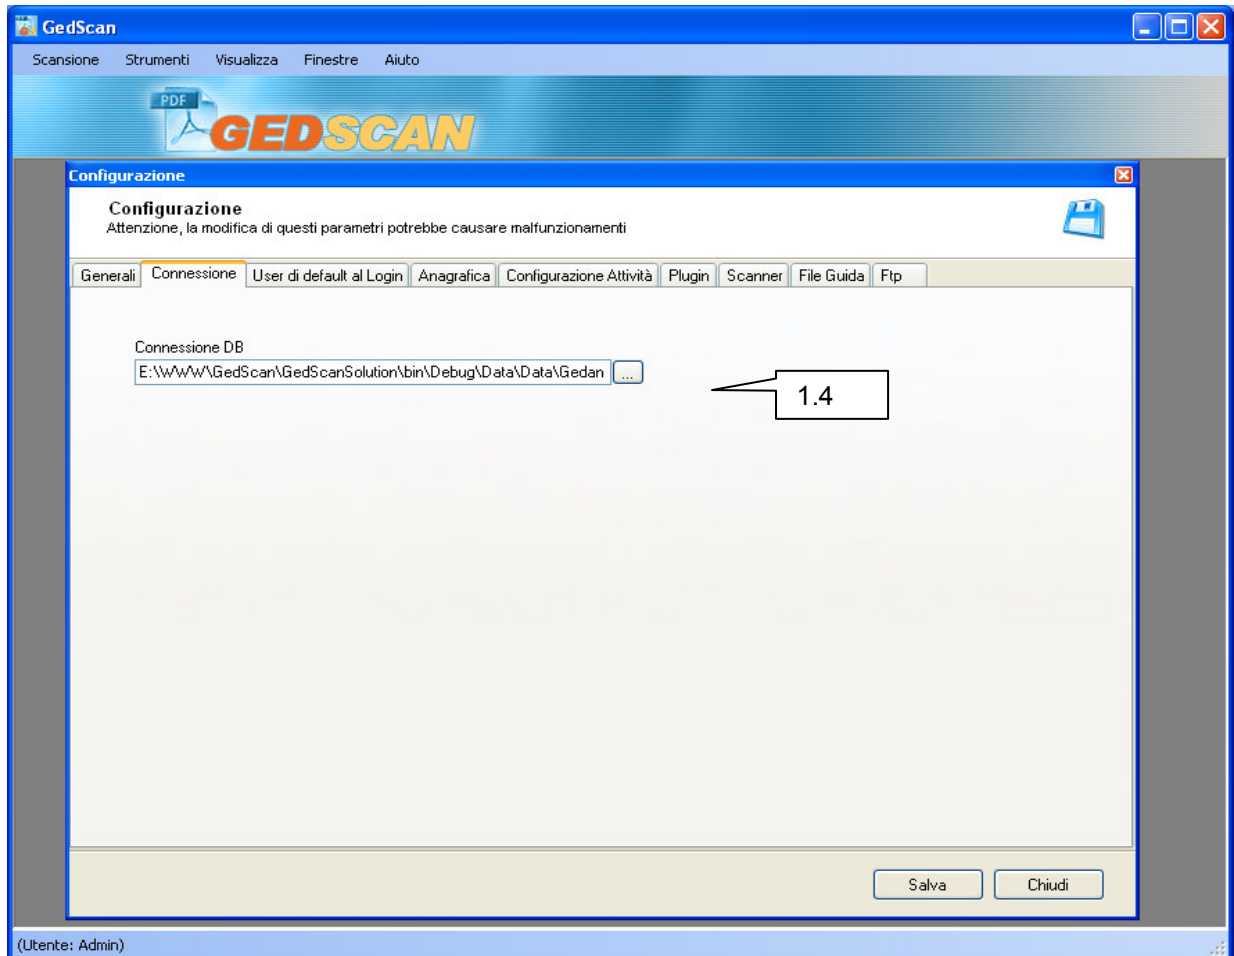 GedScan
Scansione Strumenti Visualizza Finestre Aiuto
PDF
GEDSCAN
Configurazione
Configurazione
Attenzione, la modifica di questi parametri potrebbe causare malfunzionamenti
Generali Connessione User di default al Login Anagrafica Configurazione Attività Plugin Scanner File Guida Ftp
Connessione DB
E:\WWW\GedScan\GedScanSolution\bin\Debug\Data\Data\Gedan ...
1.4
Salva Chiudi
(Utente: Admin)